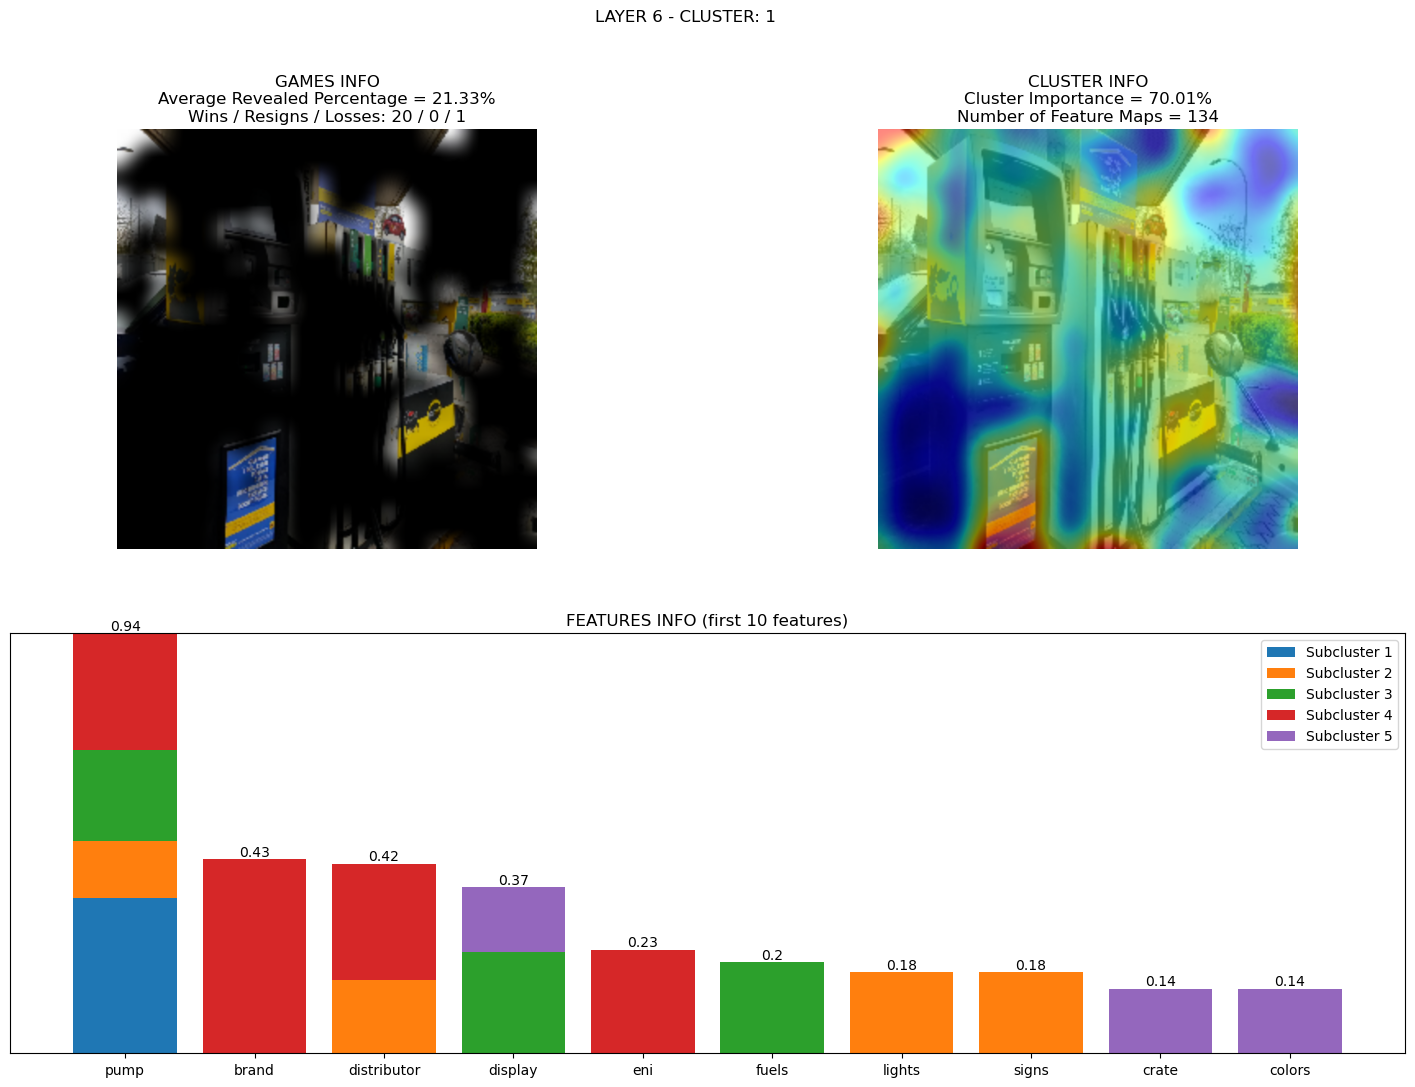 LAYER 6 - CLUSTER: 1
GAMES INFO
Average Revealed Percentage = 21.33%
Wins / Resigns / Losses: 20 / 0 / 1
CLUSTER INFO
Cluster Importance = 70.01%
Number of Feature Maps = 134
FEATURES INFO (first 10 features)
0.94
0.43
0.42
0.37
0.23
0.2
0.18
0.18
0.14
0.14
Subcluster 1
Subcluster 2
Subcluster 3
Subcluster 4
Subcluster 5
pump
brand
distributor
display
eni
fuels
lights
signs
crate
colors